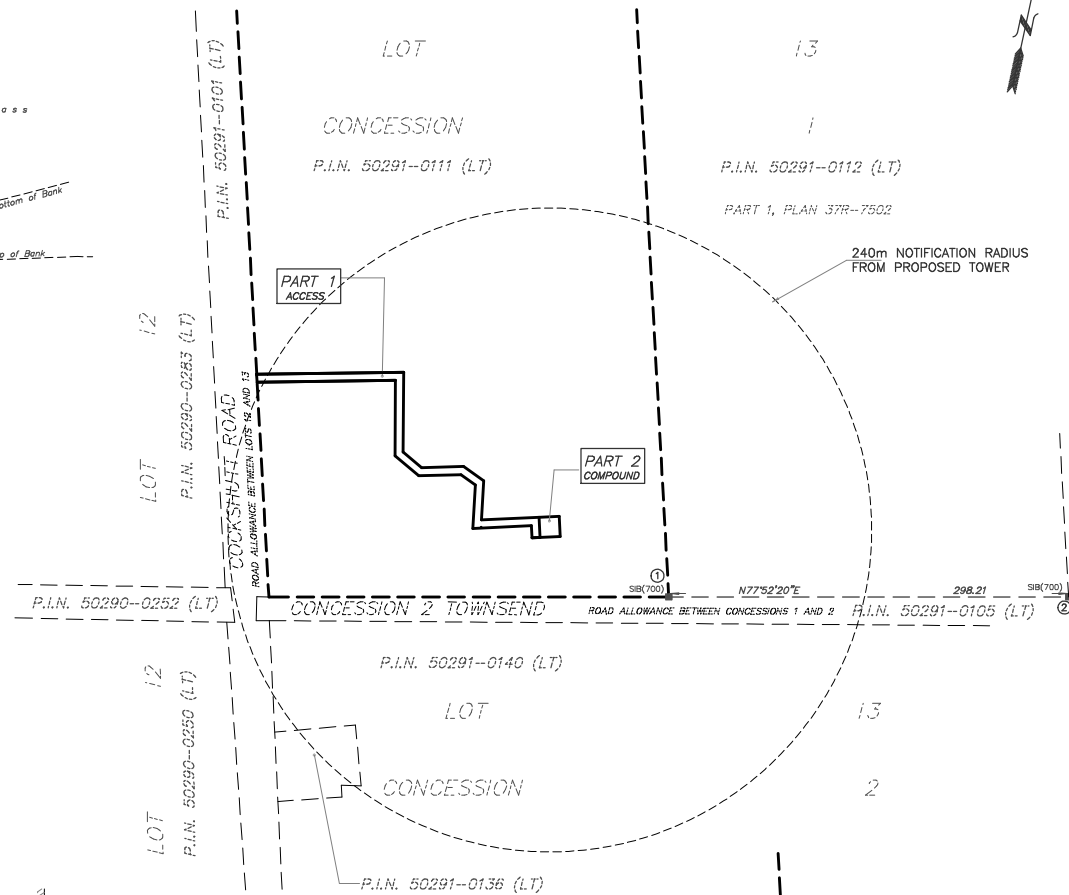 N
LOT 13
a s s
P.I.N. 50291-0101 (LT)
CONCESSION 1
P.I.N. 50291-0111 (LT)
P.I.N. 50291-0112 (LT)
Bottom of Bank
PART 1, PLAN 37R-7502
of Bank
240m NOTIFICATION RADIUS
FROM PROPOSED TOWER
PART 1
ACCESS
LOT 12
P.I.N. 50290-0283 (LT)
COCKSHUTT ROAD
ROAD ALLOWANCE BETWEEN LOTS 12 AND 13
PART 2
COMPOUND
1
SIB(700)
N77°52'20"E
298.21
SIB(700)
2
P.I.N. 50290-0252 (LT)
CONCESSION 2 TOWNSEND
ROAD ALLOWANCE BETWEEN CONCESSIONS 1 AND 2
P.I.N. 50291-0105 (LT)
P.I.N. 50291-0140 (LT)
LOT 12
P.I.N. 50290-0250 (LT)
LOT 13
CONCESSION 2
P.I.N. 50291-0136 (LT)